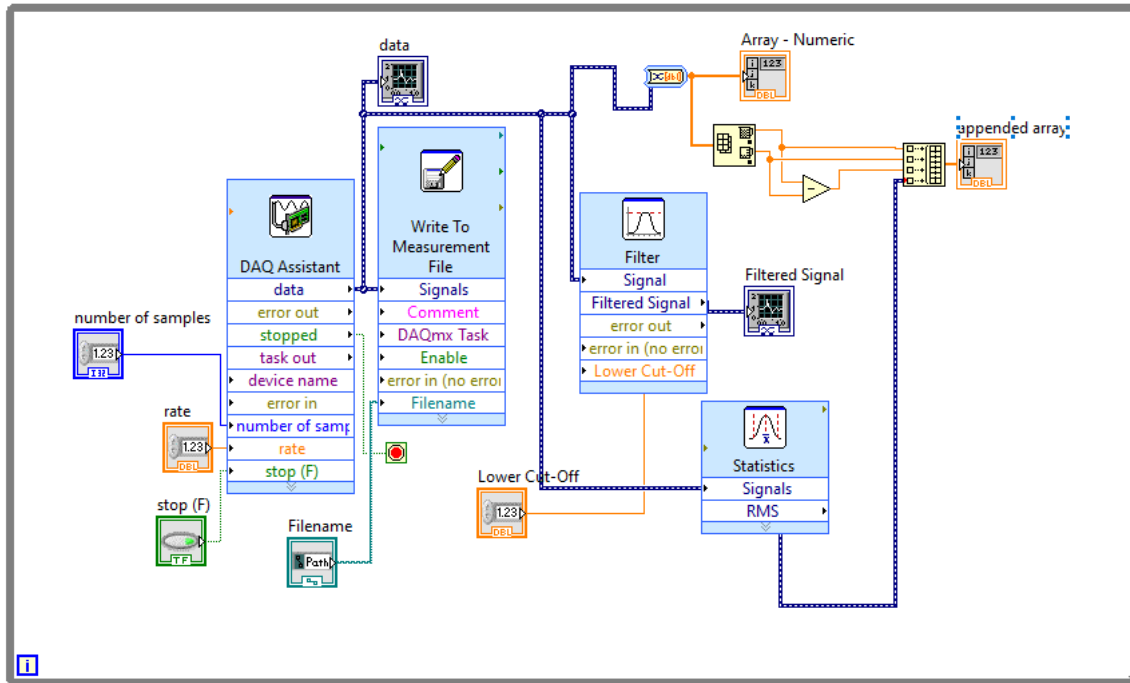 data
Array - Numeric
123
DBL
appended array
123
DBL
DAQ Assistant
data
error out
stopped
task out
device name
error in
number of samp
rate
stop (F)
Write To
Measurement
File
Signals
Comment
DAQmx Task
Enable
error in (no erro
Filename
number of samples
1.23
I32
rate
1.23
DBL
stop (F)
TF
Filename
Path
Filter
Signal
Filtered Signal
error out
error in (no erro
Lower Cut-Off
Filtered Signal
Lower Cut-Off
1.23
DBL
Statistics
Signals
RMS
i